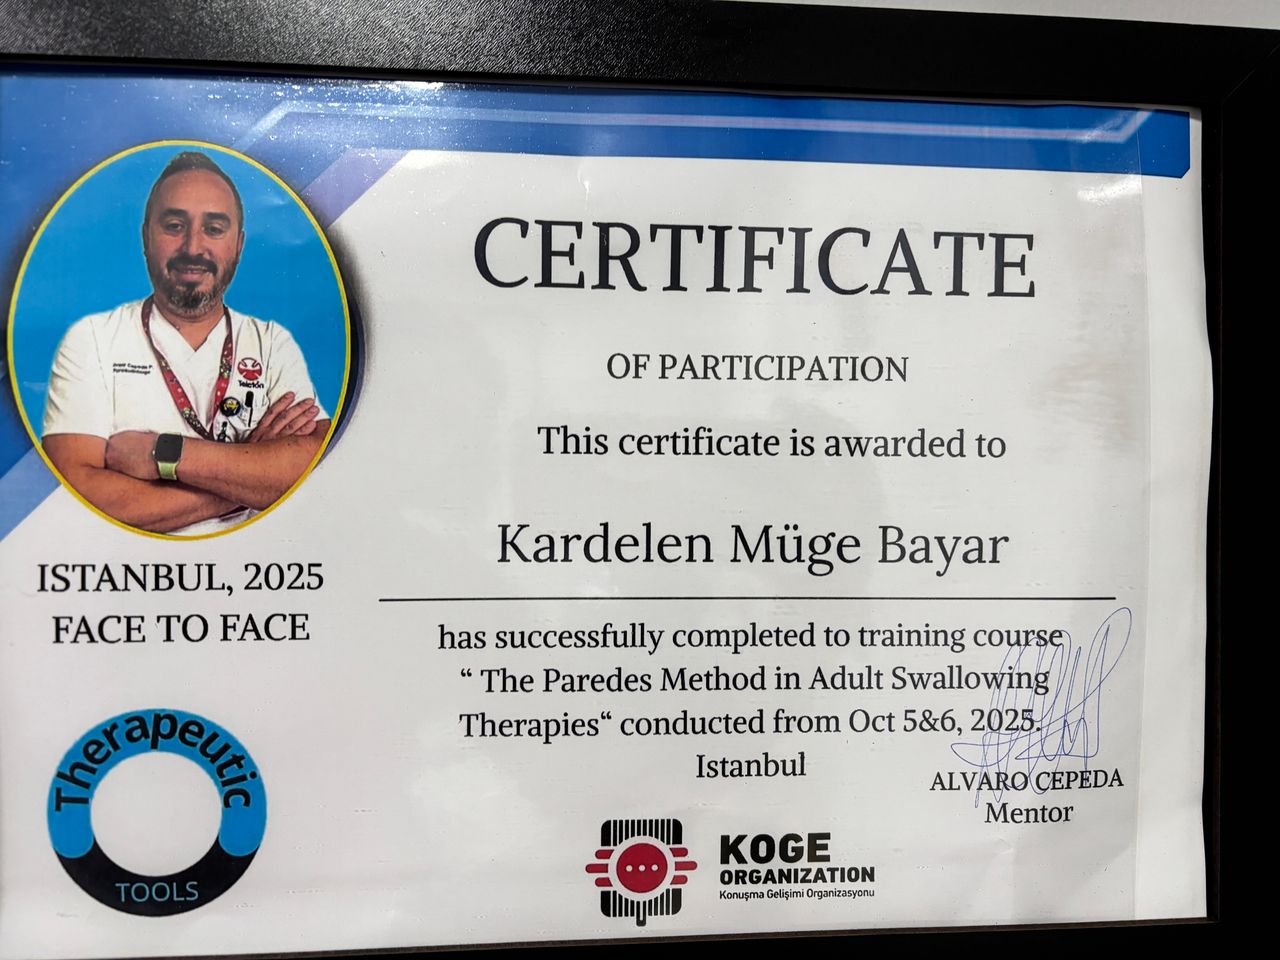 CERTIFICATE
OF PARTICIPATION
This certificate is awarded to
Kardelen Müge Bayar
has successfully completed to training course
“ The Paredes Method in Adult Swallowing
Therapies“ conducted from Oct 5&6, 2025.
Istanbul
ALVARO CEPEDA
Mentor
Teletón
ISTANBUL, 2025
FACE TO FACE
Therapeutic
TOOLS
KOGE
ORGANIZATION
Konuşma Gelişimi Organizasyonu